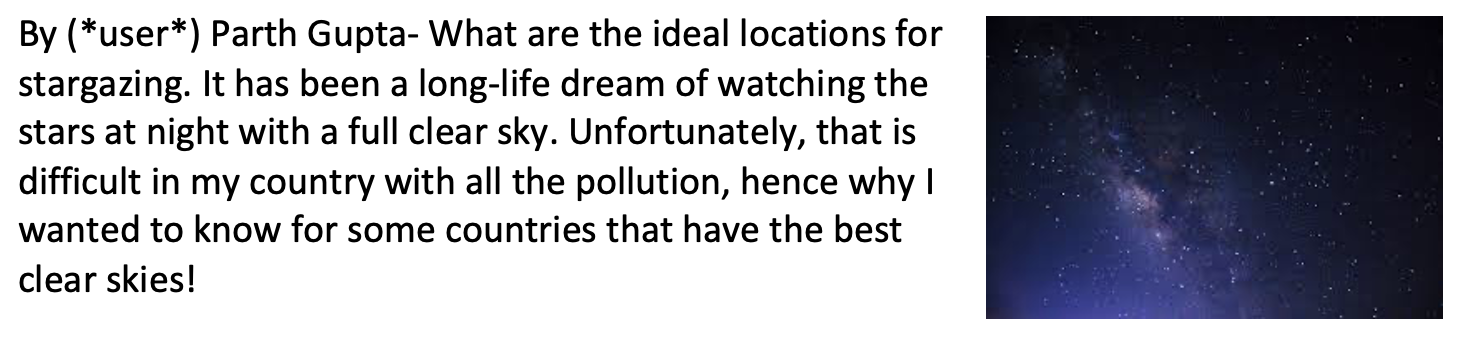 By (*user*) Parth Gupta- What are the ideal locations for
stargazing. It has been a long-life dream of watching the
stars at night with a full clear sky. Unfortunately, that is
difficult in my country with all the pollution, hence why I
wanted to know for some countries that have the best
clear skies!